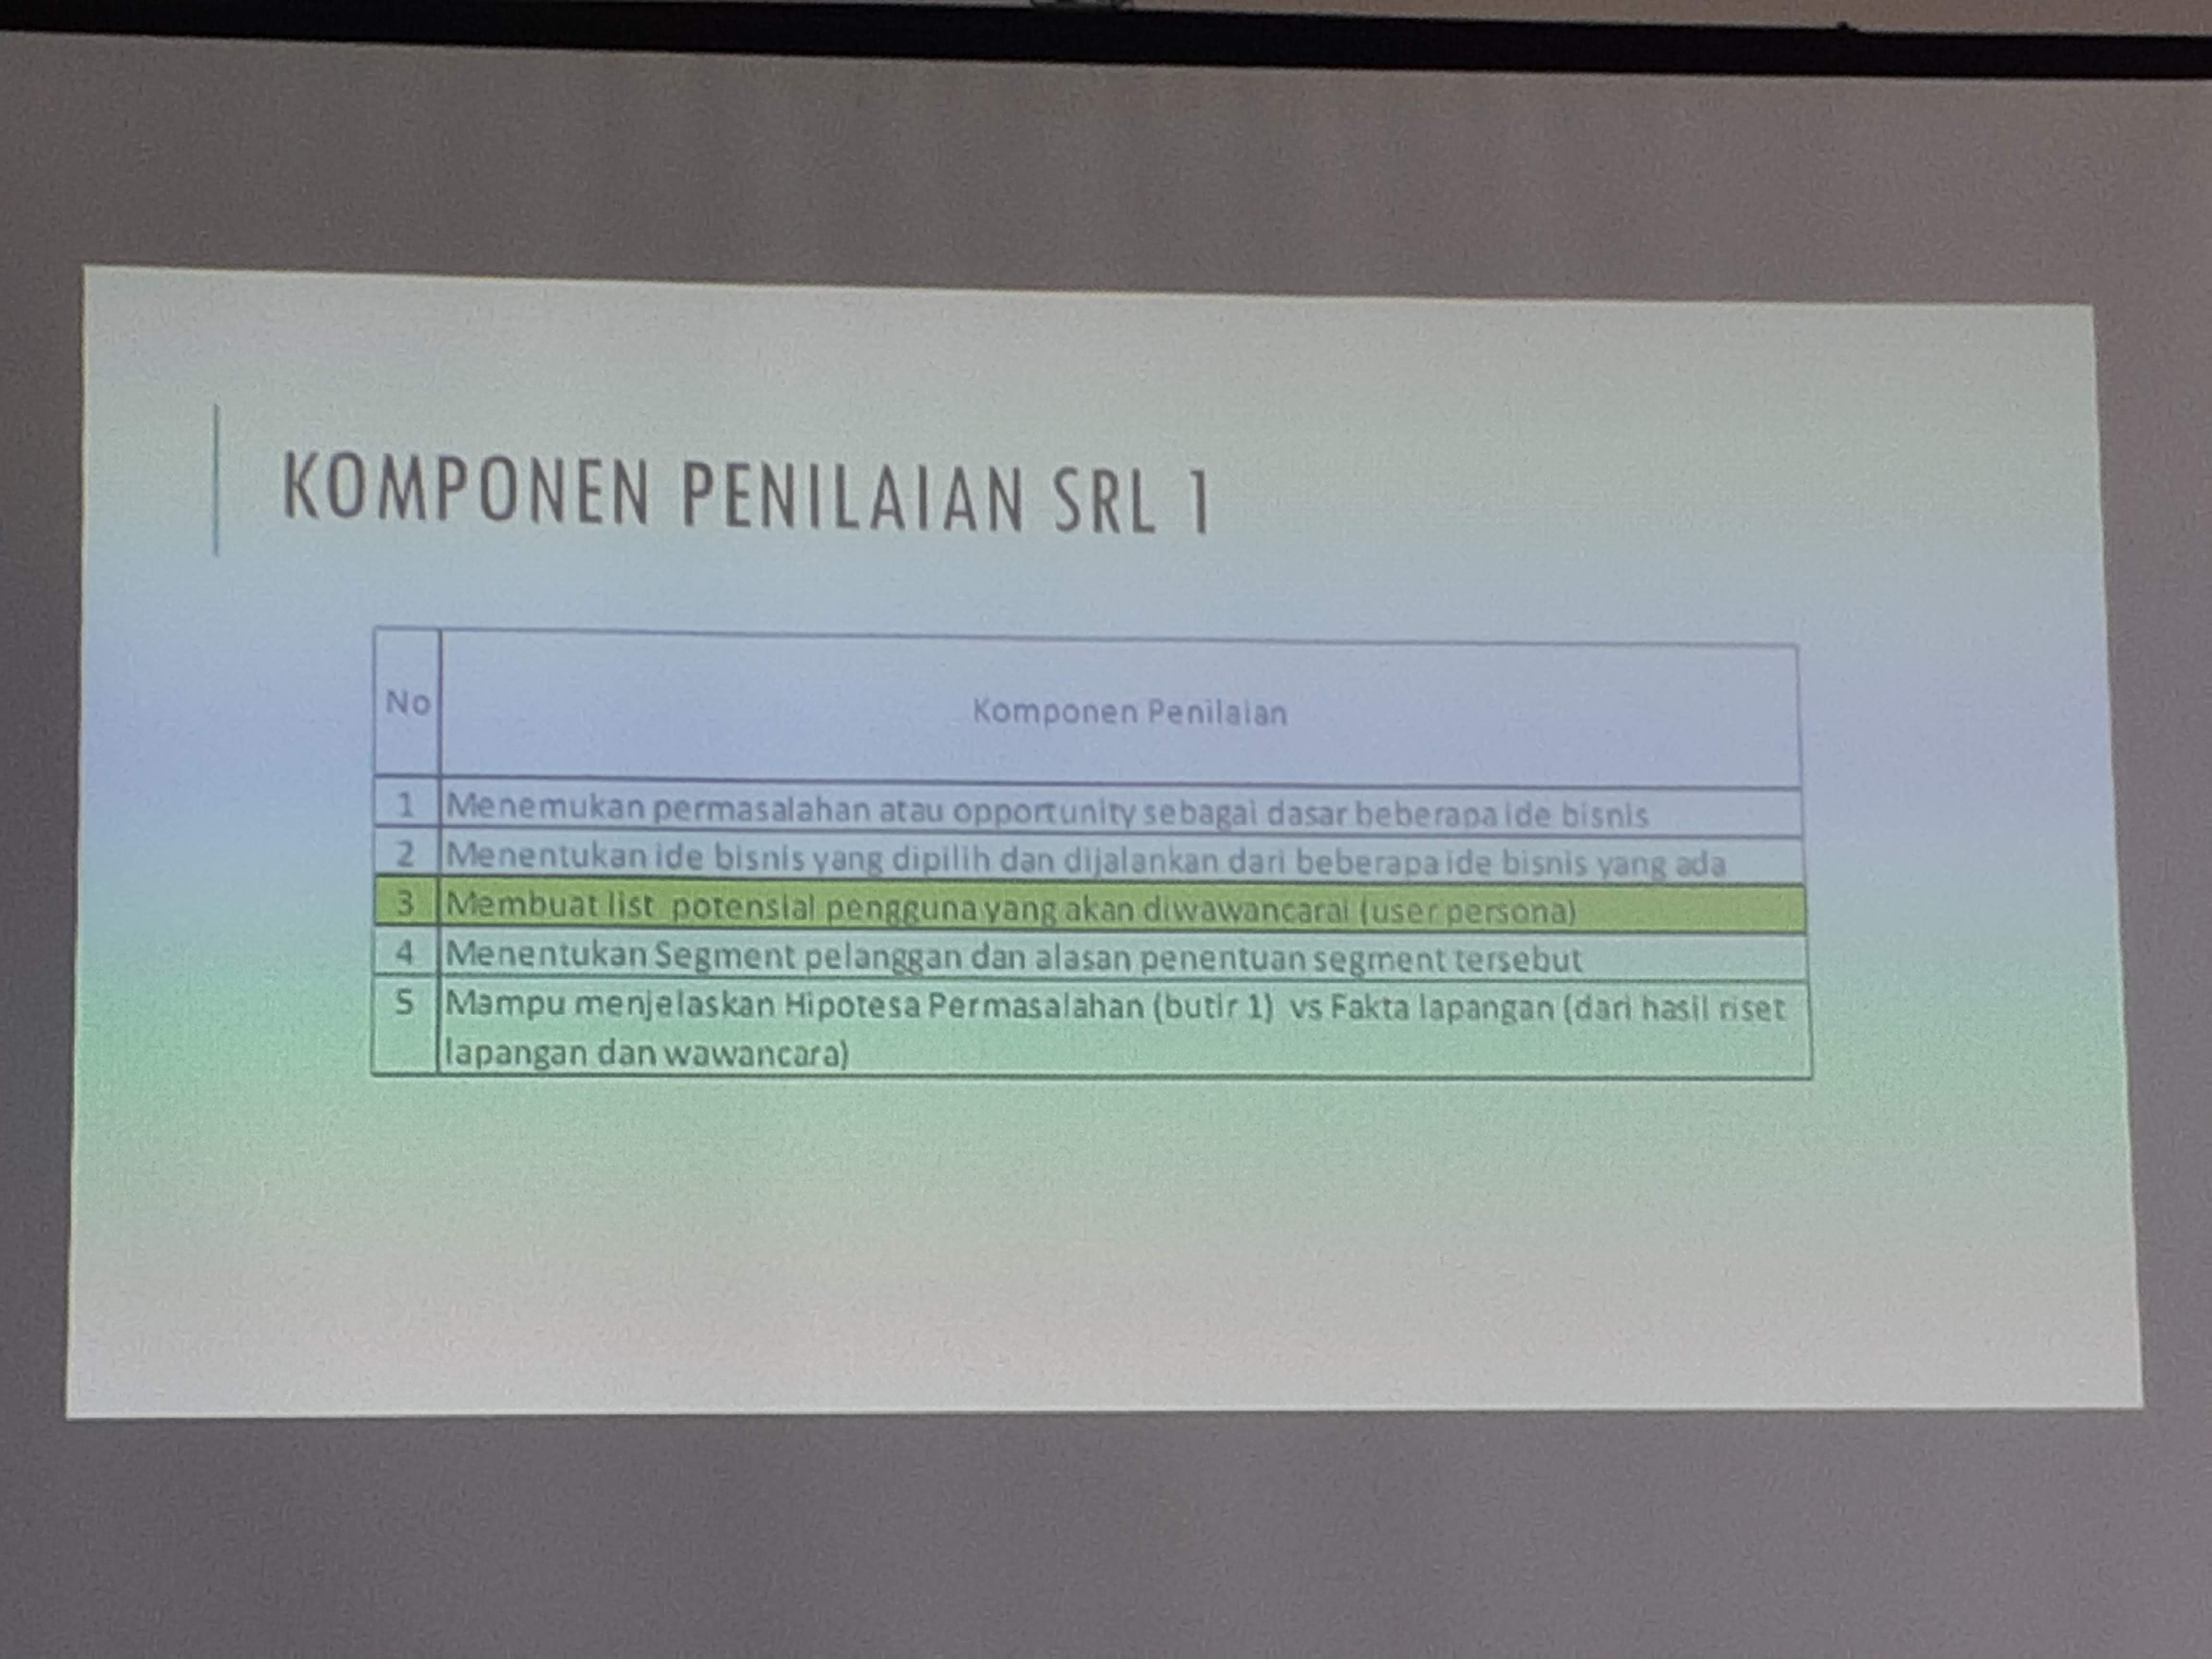 KOMPONEN PENILAIAN SRL 1
No Komponen Penilaian
1 Menemukan permasalahan atau opportunity sebagai dasar beberapa ide bisnis
2 Menentukan ide bisnis yang dipilih dan dijalankan dari beberapa ide bisnis yang ada
3 Membuat list potensial pengguna yang akan diwawancarai (user persona)
4 Menentukan Segment pelanggan dan alasan penentuan segment tersebut
5 Mampu menjelaskan Hipotesa Permasalahan (butir 1) vs Fakta lapangan (dari hasil riset
lapangan dan wawancara)